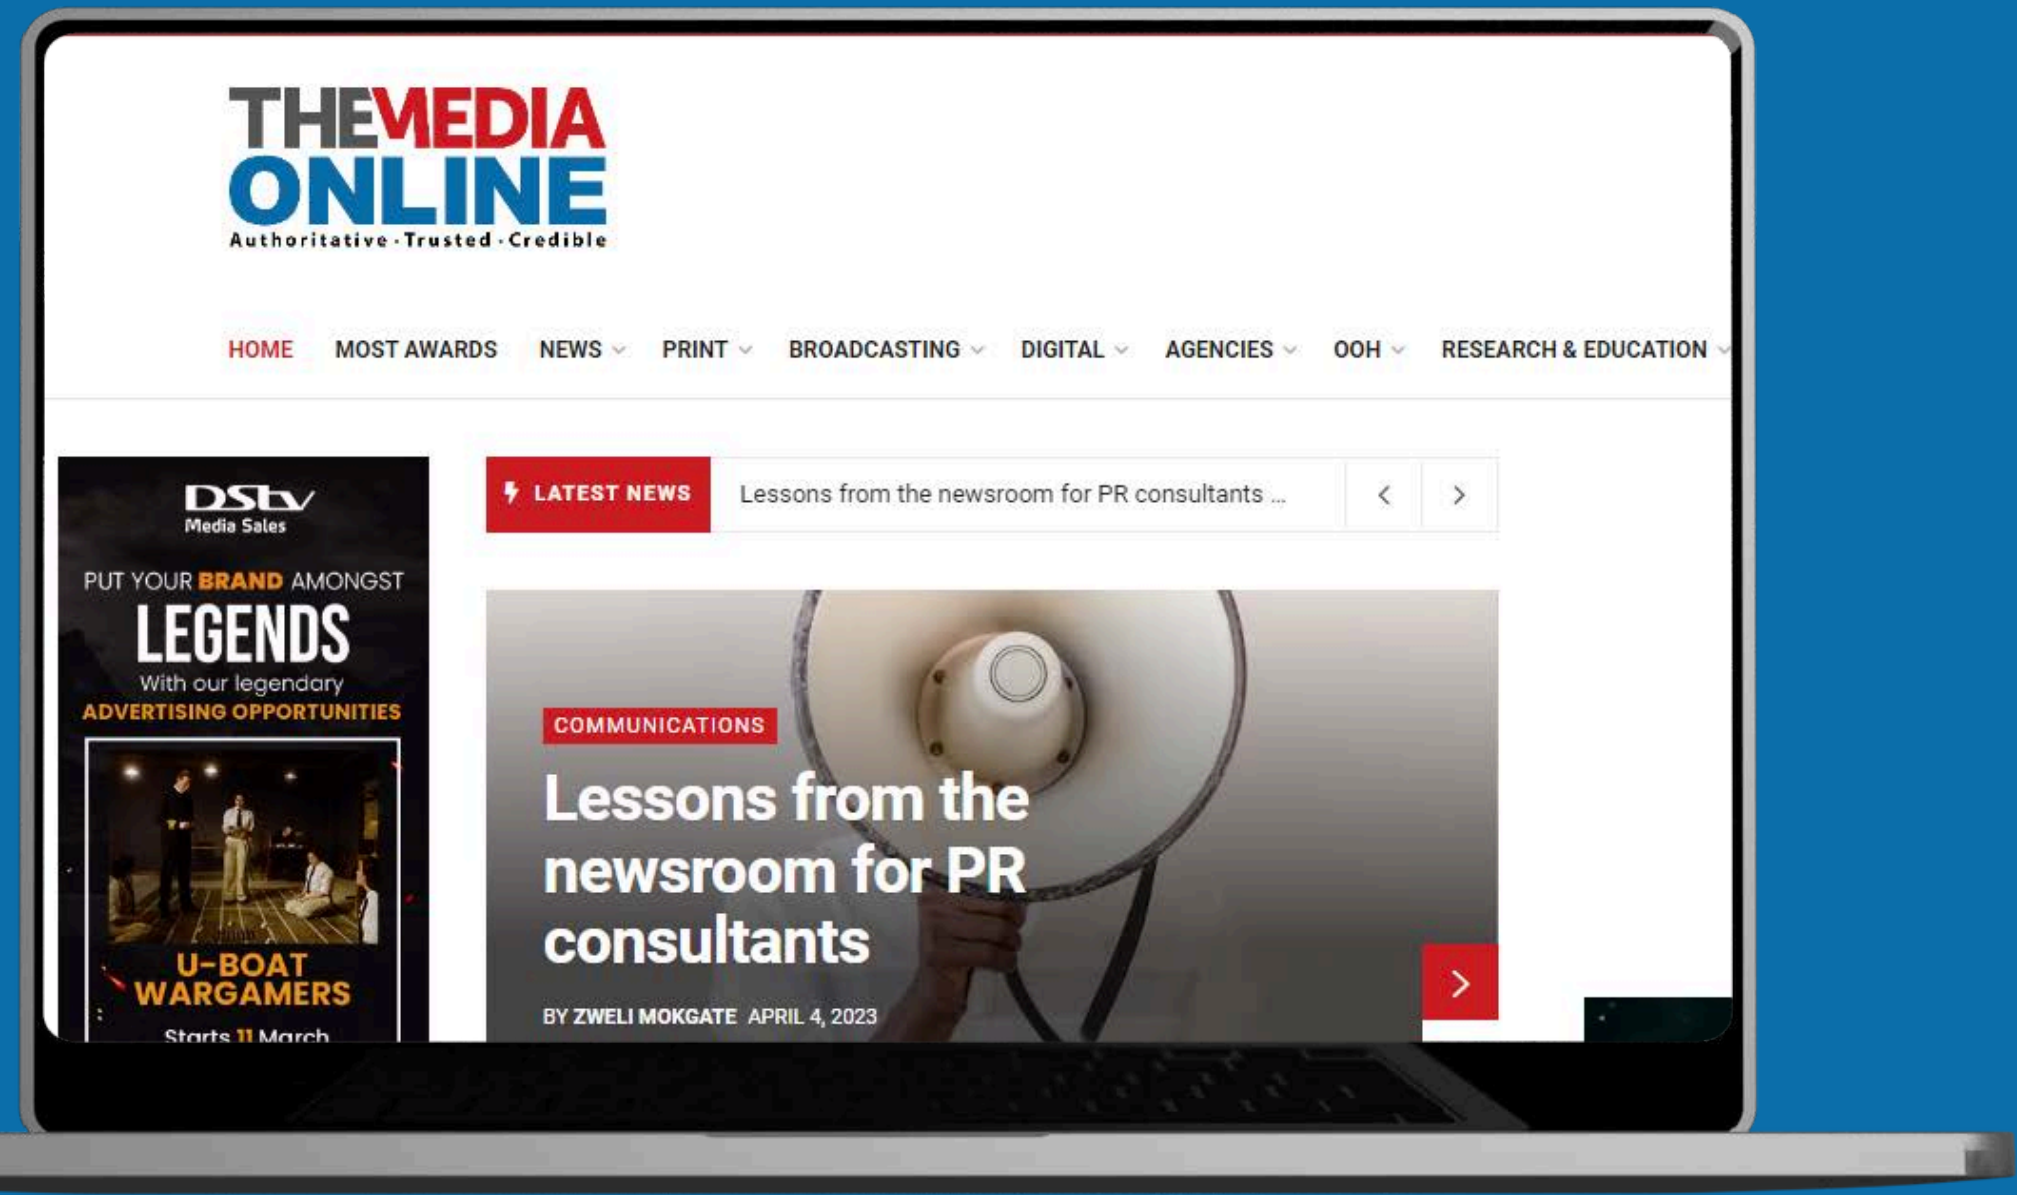 THEMEDIA
ONLINE
Authoritative · Trusted · Credible
HOME MOST AWARDS NEWS PRINT BROADCASTING DIGITAL AGENCIES OOH RESEARCH & EDUCATION
DStv
Media Sales
PUT YOUR BRAND AMONGST
LEGENDS
With our legendary
ADVERTISING OPPORTUNITIES
U-BOAT
WARGAMERS
Starts 11 March
LATEST NEWS Lessons from the newsroom for PR consultants ...
COMMUNICATIONS
Lessons from the
newsroom for PR
consultants
BY ZWELI MOKGATE APRIL 4, 2023